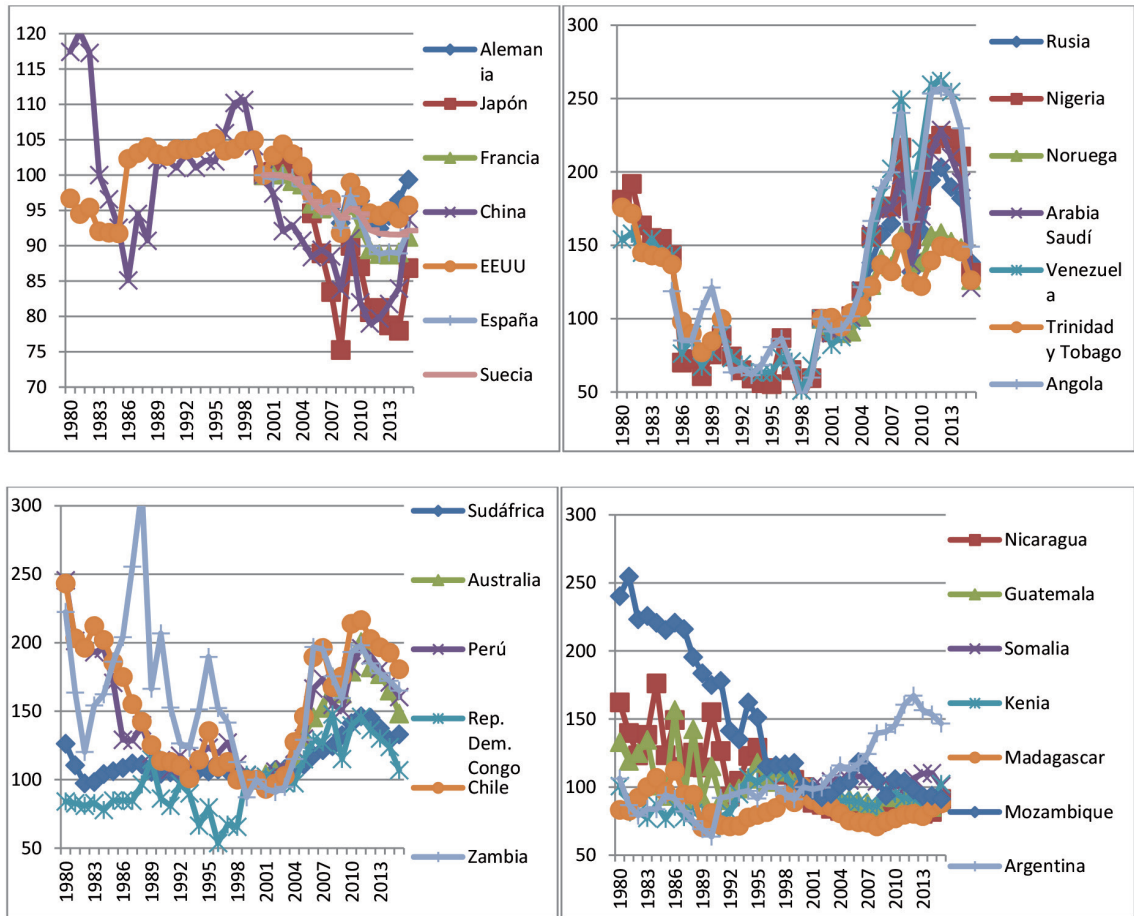 120
115
110
105
100
95
90
85
80
75
70
1980
1983
1986
1989
1992
1995
1998
2001
2004
2007
2010
2013
Aleman
ia
Japón
Francia
China
EEUU
España
Suecia
300
250
200
150
100
50
1980
1983
1986
1989
1992
1995
1998
2001
2004
2007
2010
2013
Rusia
Nigeria
Noruega
Arabia
Saudí
Venezuel
a
Trinidad
y Tobago
Angola
300
250
200
150
100
50
1980
1983
1986
1989
1992
1995
1998
2001
2004
2007
2010
2013
Sudáfrica
Australia
Perú
Rep.
Dem.
Congo
Chile
Zambia
300
250
200
150
100
50
1980
1983
1986
1989
1992
1995
1998
2001
2004
2007
2010
2013
Nicaragua
Guatemala
Somalia
Kenia
Madagascar
Mozambique
Argentina